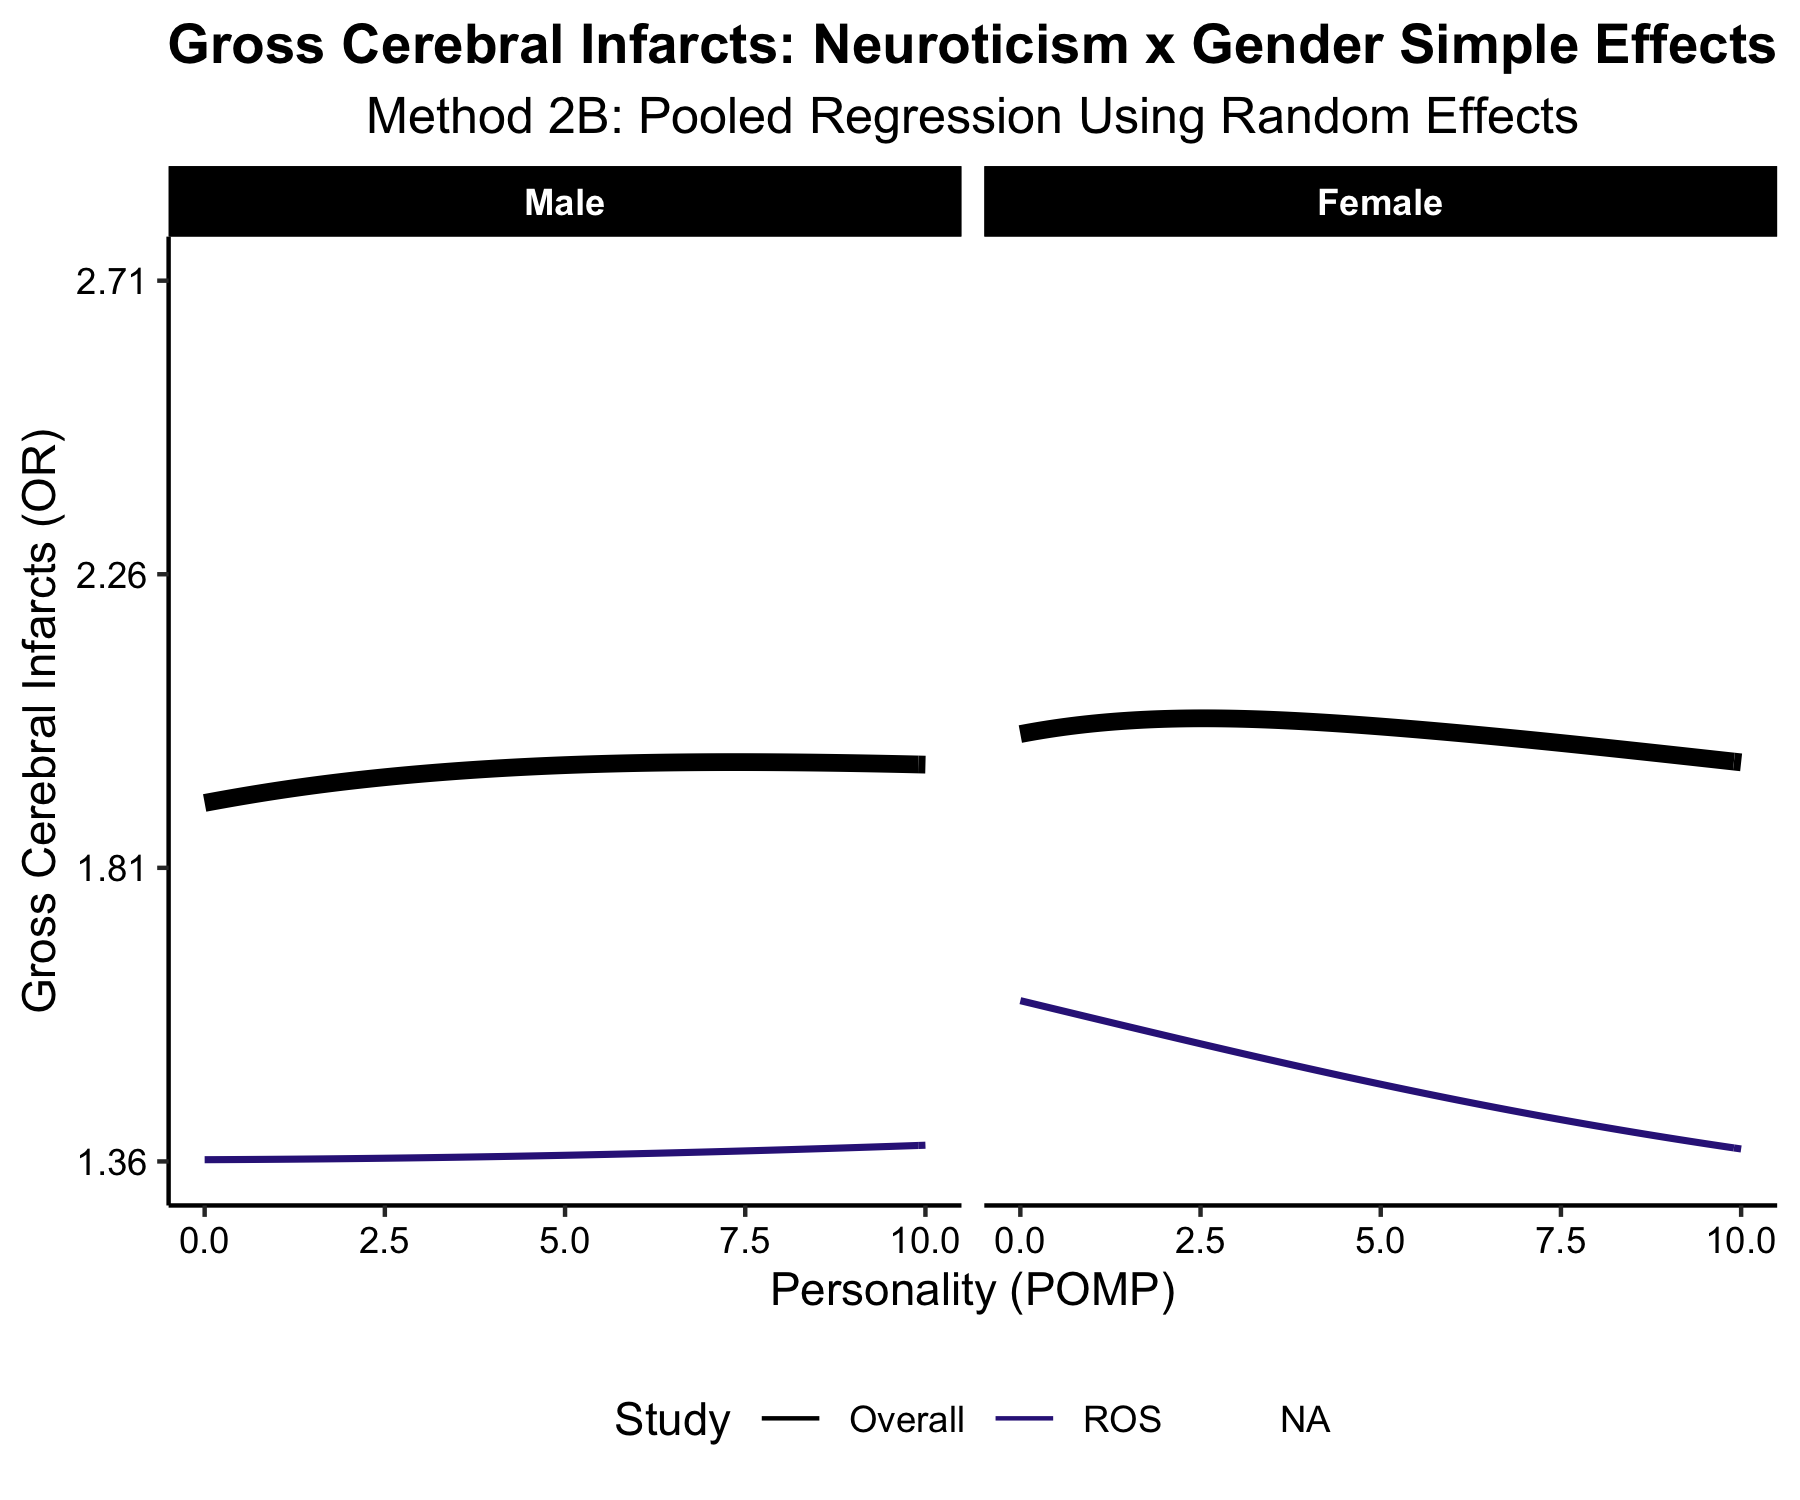 Gross Cerebral Infarcts: Neuroticism x Gender Simple Effects
Method 2B: Pooled Regression Using Random Effects
Male
Female
Gross Cerebral Infarcts (OR)
2.71
2.26
1.81
1.36
0.0 2.5 5.0 7.5 10.0
0.0 2.5 5.0 7.5 10.0
Personality (POMP)
Study Overall ROS NA